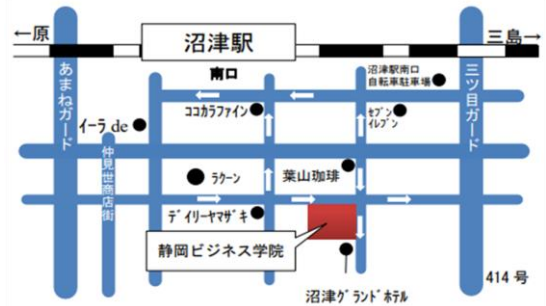 ←原
沼津駅
三島→
南口
沼津駅南口
自転車駐車場
あまねガード
三ツ目ガード
ココカラファイン
セブン
イレブン
イーラ de
仲見世商店街
ラクーン
葉山珈琲
デイリーヤマザキ
静岡ビジネス学院
沼津グランドホテル
414 号